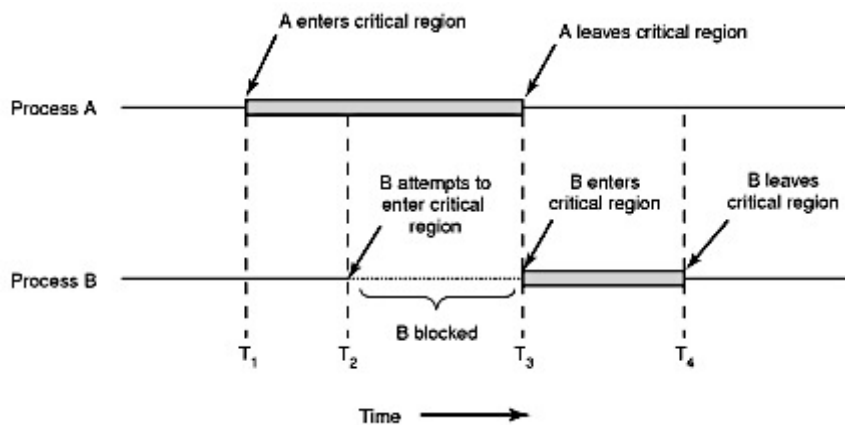 A enters critical region
A leaves critical region
Process A
B attempts to
enter critical
region
B enters
critical region
B leaves
critical region
Process B
B blocked
T1
T2
T3
T4
Time